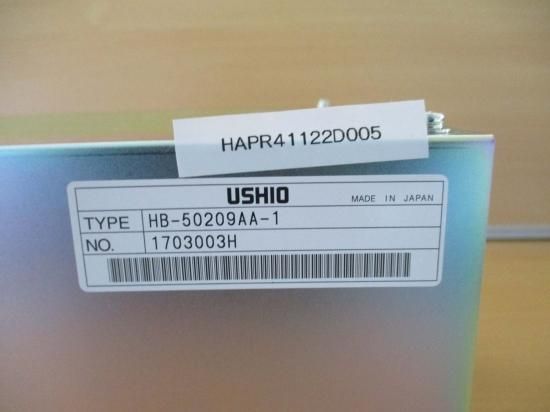 HAPR41122D005
USHIO MADE IN JAPAN
TYPE HB-50209AA-1
NO. 1703003H